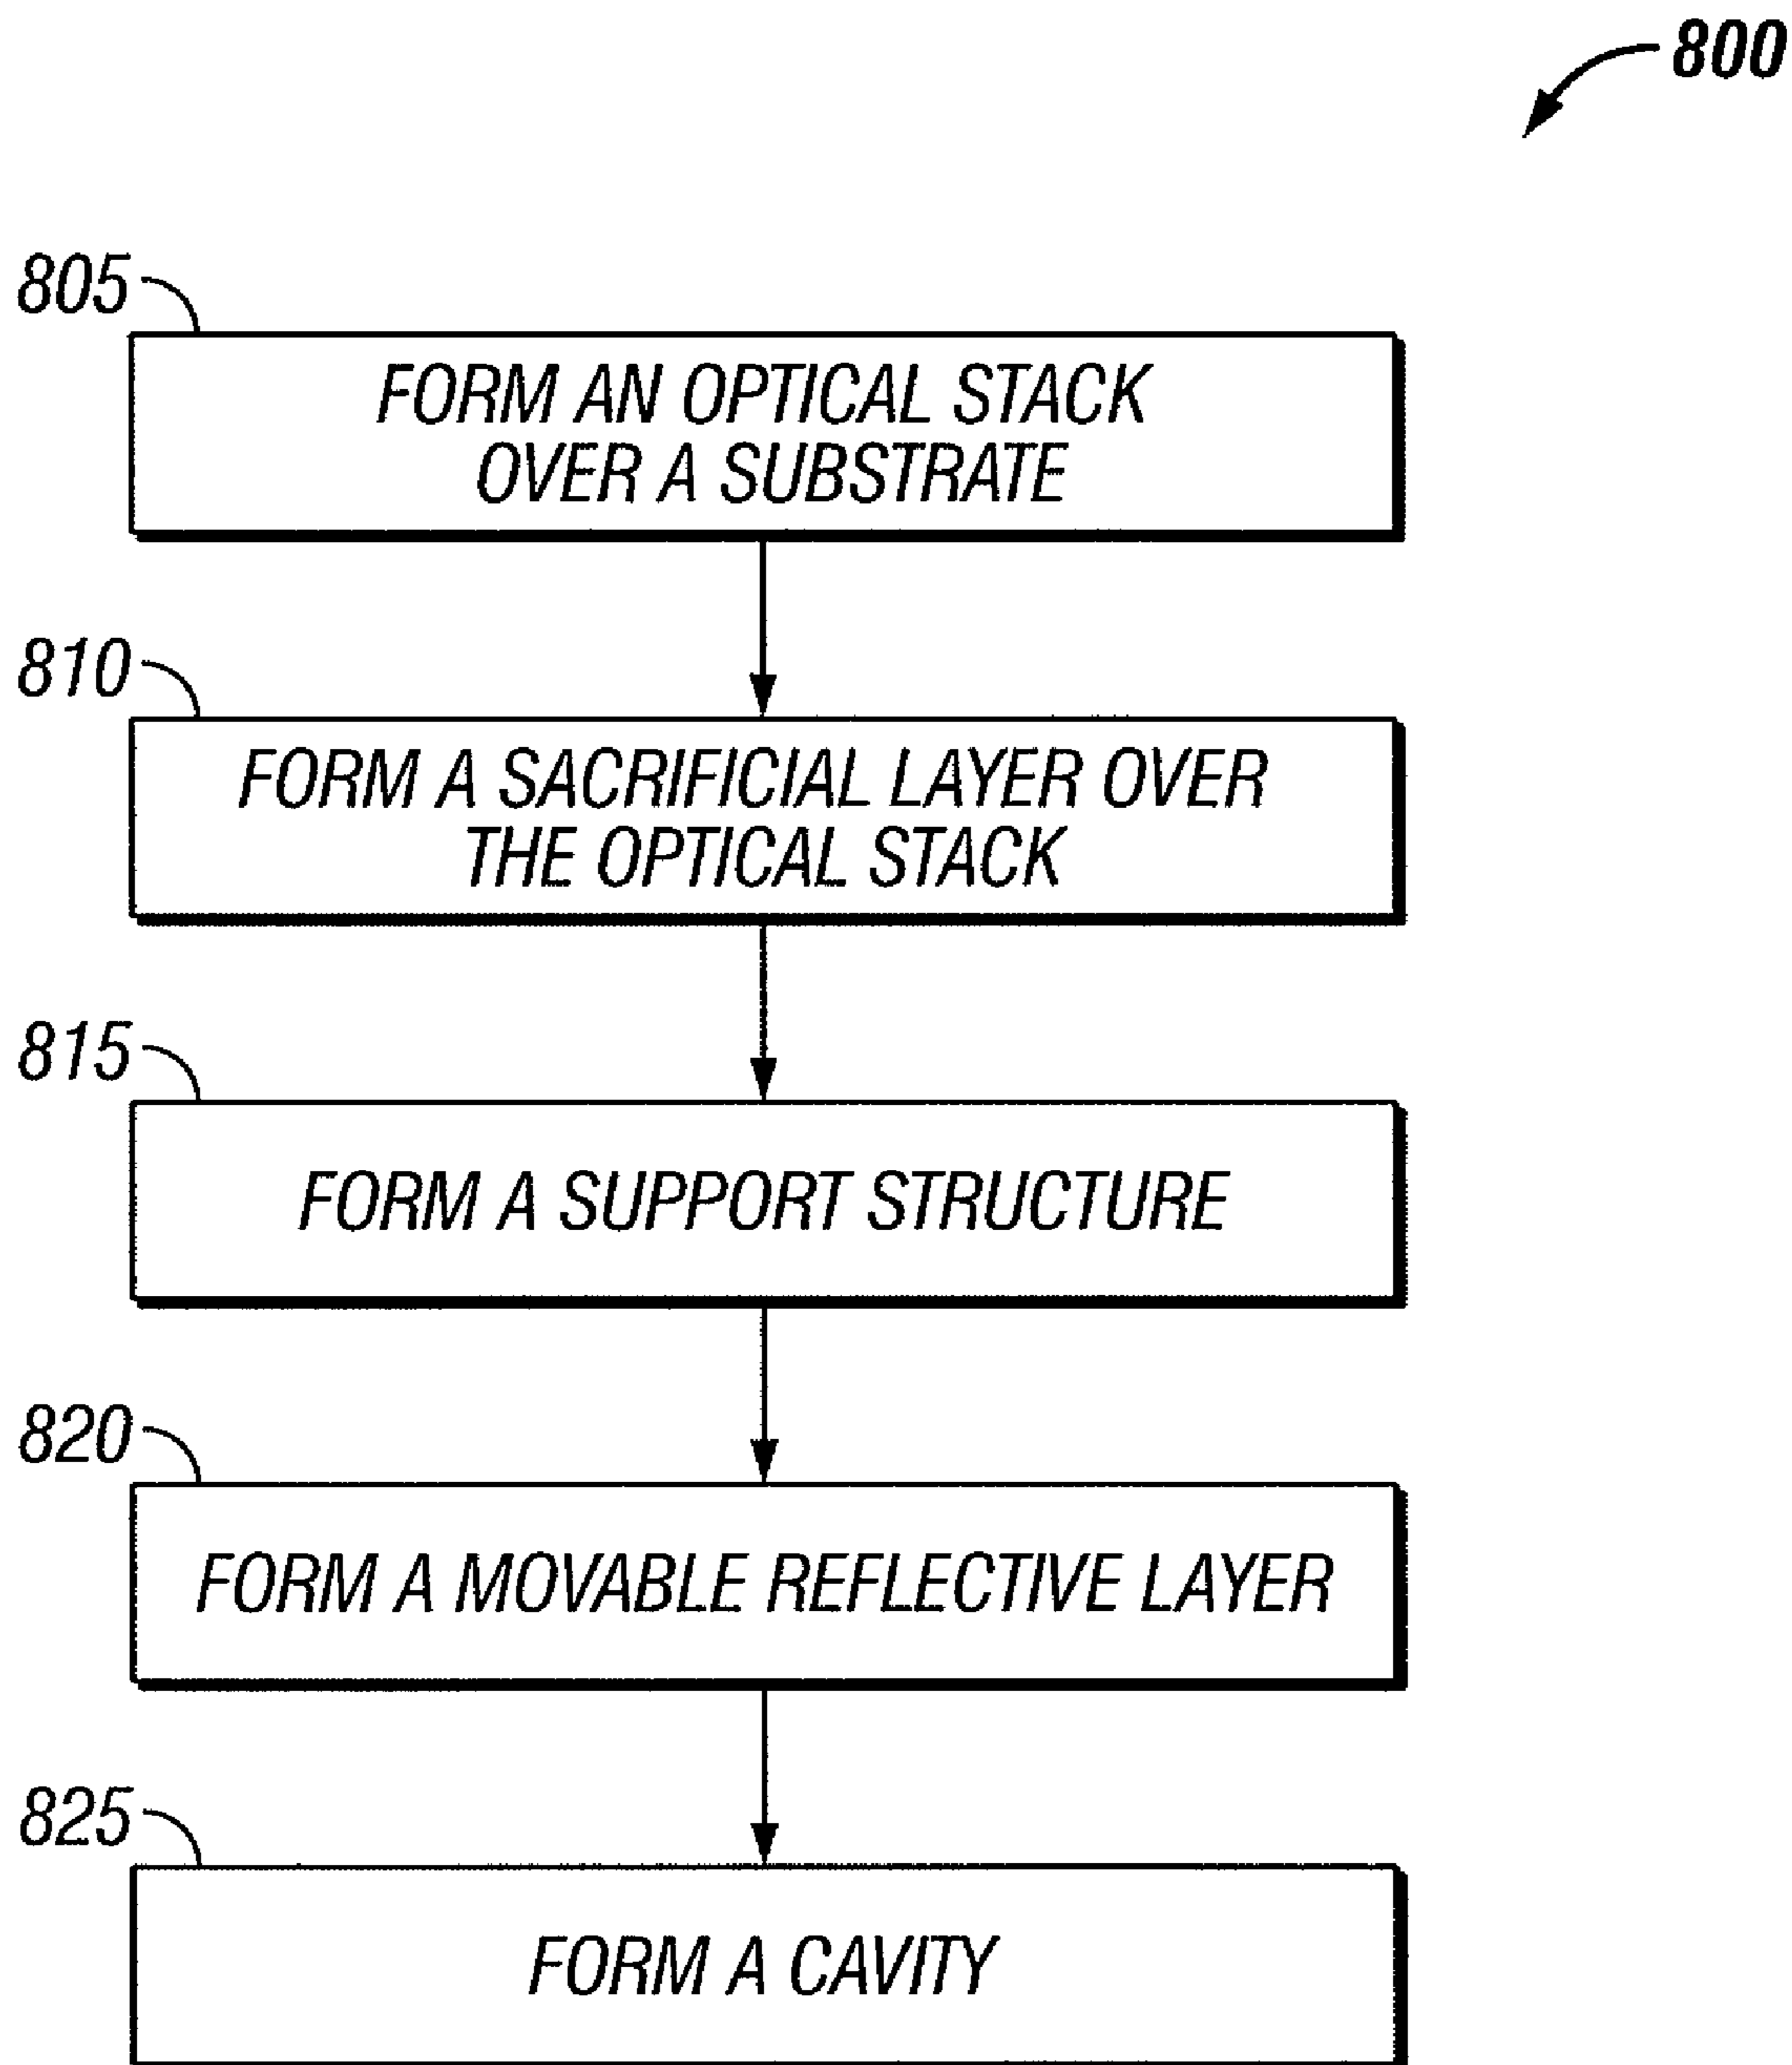 800
805
FORM AN OPTICAL STACK
OVER A SUBSTRATE
810
FORM A SACRIFICIAL LAYER OVER
THE OPTICAL STACK
815
FORM A SUPPORT STRUCTURE
820
FORM A MOVABLE REFLECTIVE LAYER
825
FORM A CAVITY